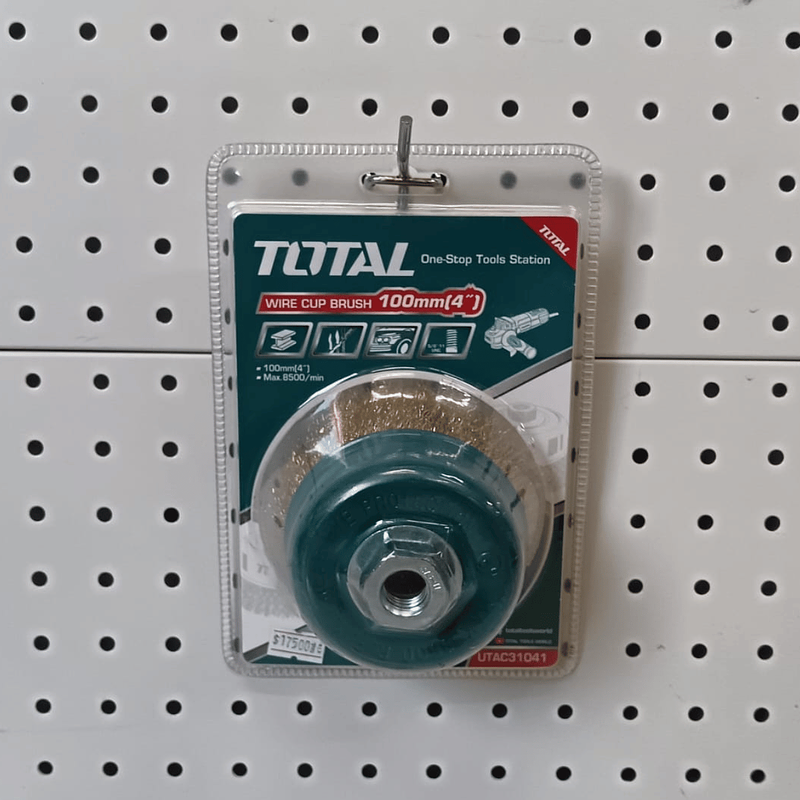 TOTAL One-Stop Tools Station
TOTAL
WIRE CUP BRUSH 100mm(4")
• 100mm(4")
• Max.8500/min
UTAC31041